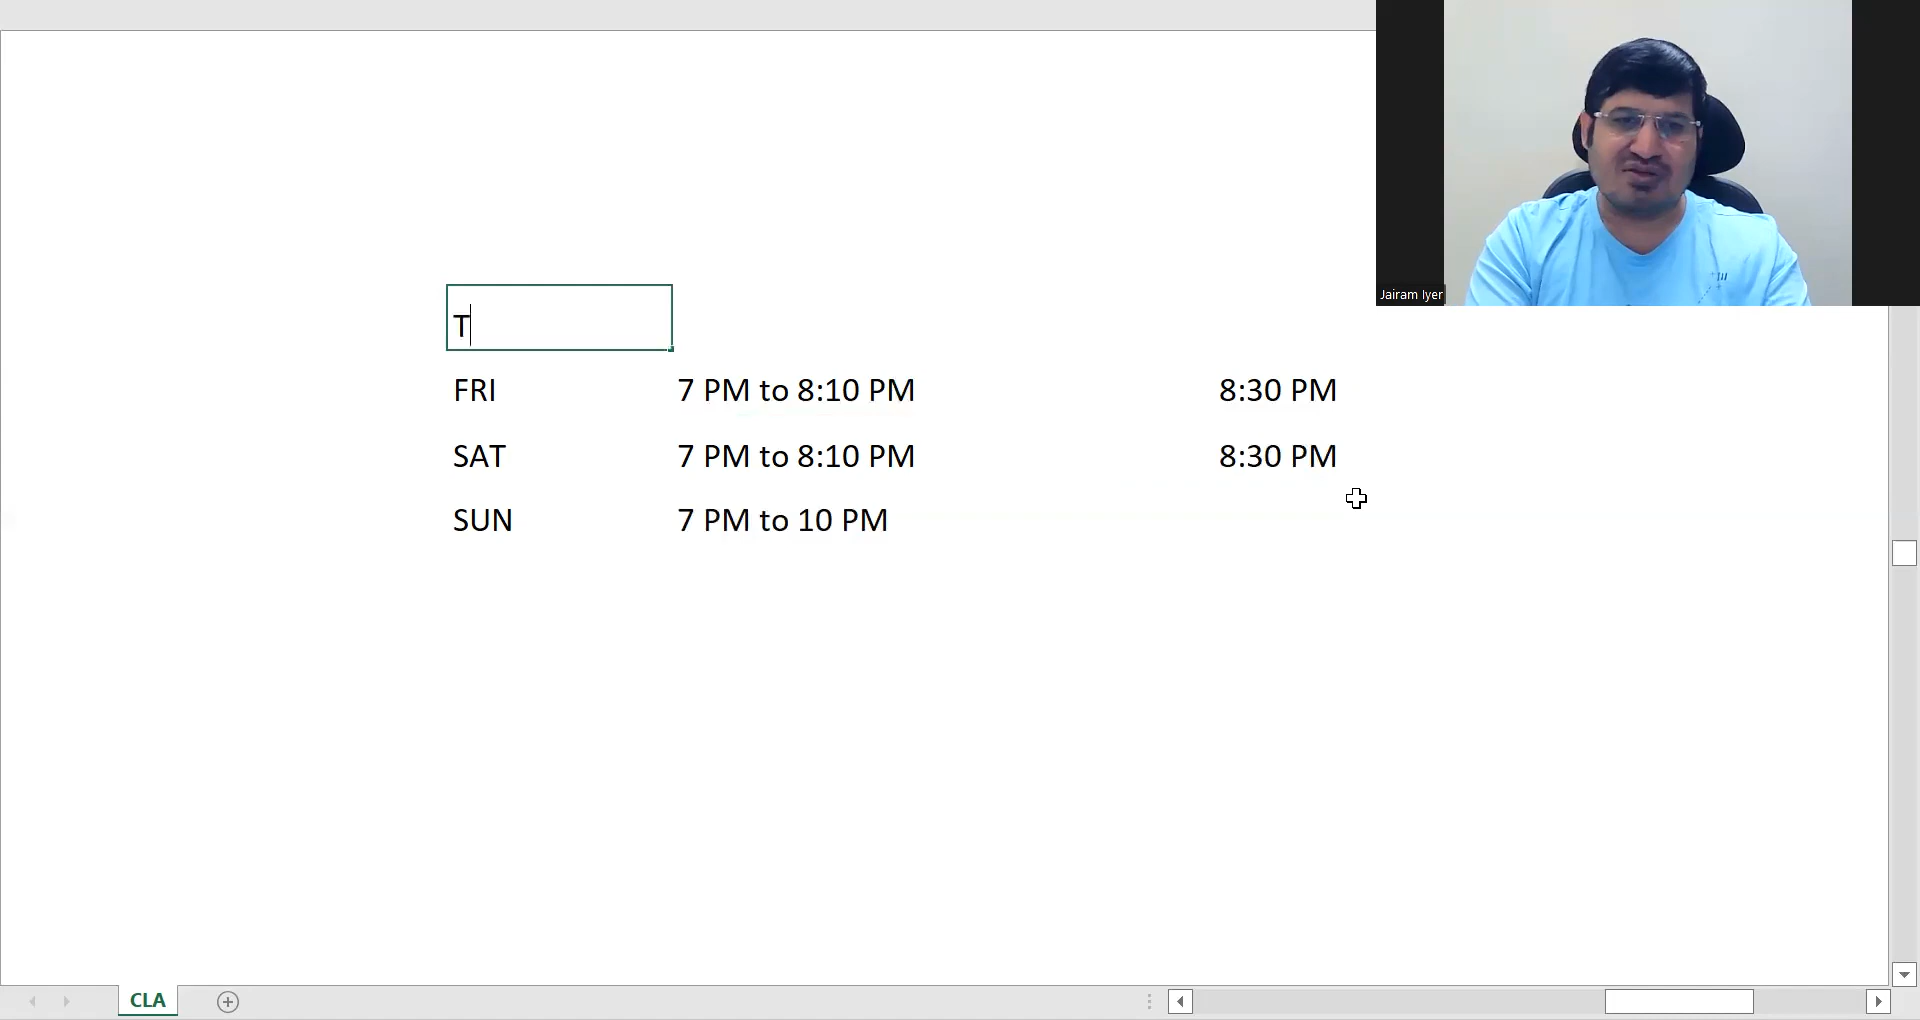 Jairam Iyer
T
FRI 7 PM to 8:10 PM 8:30 PM
SAT 7 PM to 8:10 PM 8:30 PM
SUN 7 PM to 10 PM
CLA